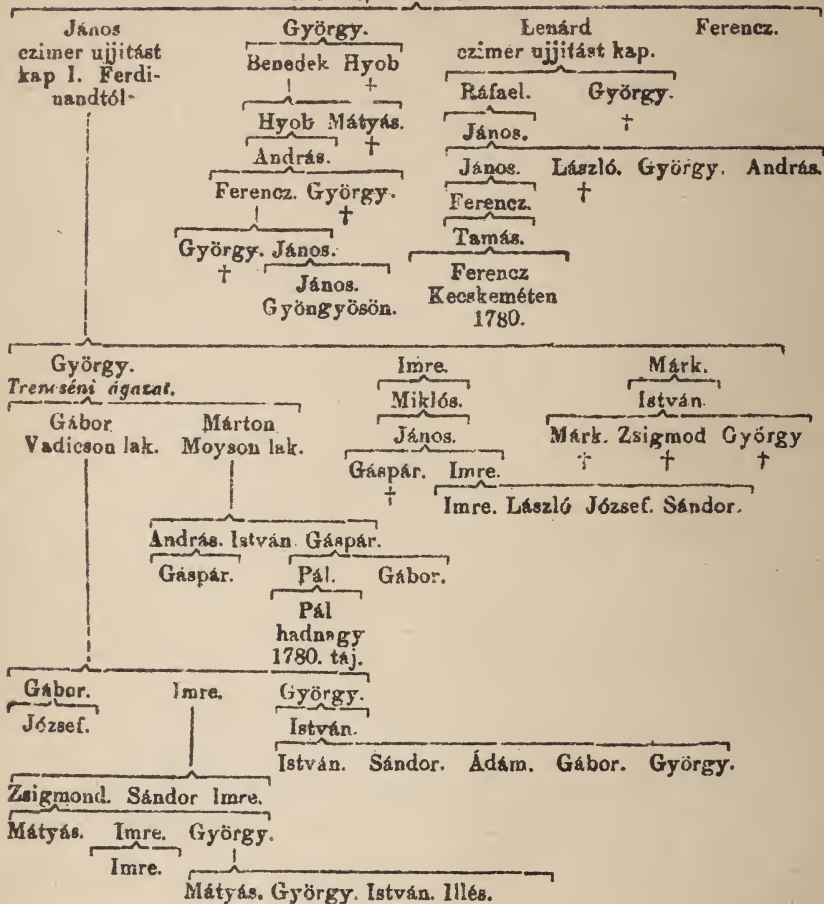 János György. Lenárd Ferencz.
czimer ujjitást czimer ujjitást kap.
kap I. Ferdi-
nandtól-
Benedek Hyob
†
Ráfael. György.
†
Hyob Mátyás.
†
János.
András.
János. László. György. András.
†
Ferencz. György.
†
Ferencz.
György. János.
†
Tamás.
János.
Gyöngyösön.
Ferencz
Kecskeméten
1780.
György. Imre. Márk.
Trencséni ágazat.
Miklós. István
Gábor Márton
Vadicson lak. Moyson lak.
János. Márk. Zsigmod György
† † †
Gáspár. Imre.
†
Imre. László József. Sándor.
András. István Gáspár.
Gáspár. Pál. Gábor.
Pál
hadnagy
1780. táj.
Gábor. Imre. György.
József. István.
István. Sándor. Ádám. Gábor. György.
Zsigmond. Sándor Imre.
Mátyás. Imre. György.
Imre.
Mátyás. György. István. Illés.